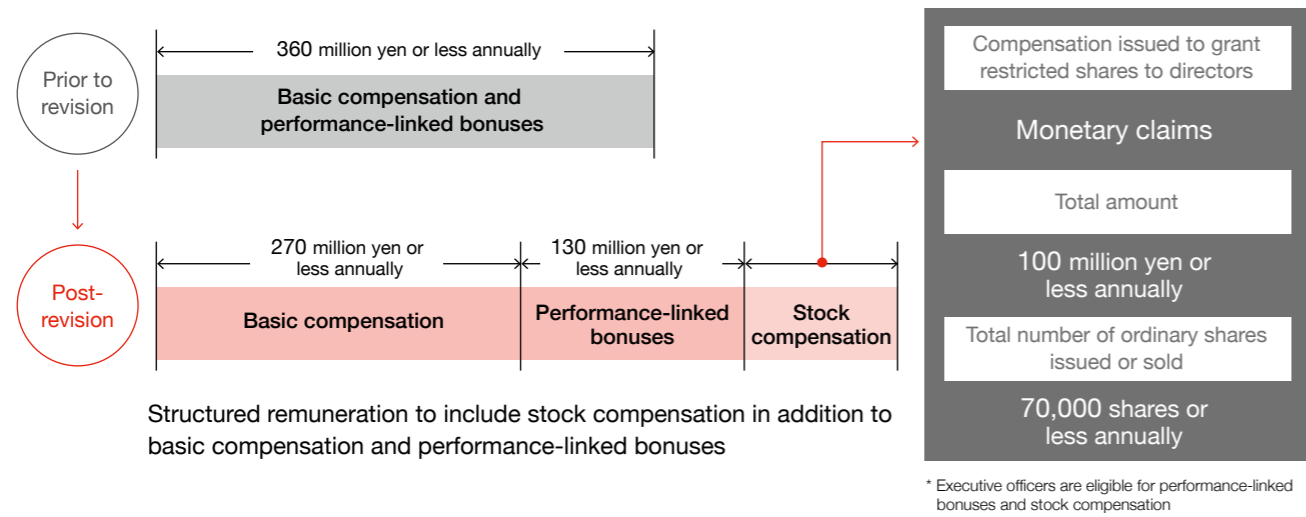 Prior to
revision
360 million yen or less annually
Basic compensation and
performance-linked bonuses
Post-
revision
270 million yen or
less annually
130 million yen or
less annually
Basic compensation
Performance-linked
bonuses
Stock
compensation
Structured remuneration to include stock compensation in addition to
basic compensation and performance-linked bonuses
Compensation issued to grant
restricted shares to directors
Monetary claims
Total amount
100 million yen or
less annually
Total number of ordinary shares
issued or sold
70,000 shares or
less annually
* Executive officers are eligible for performance-linked
bonuses and stock compensation